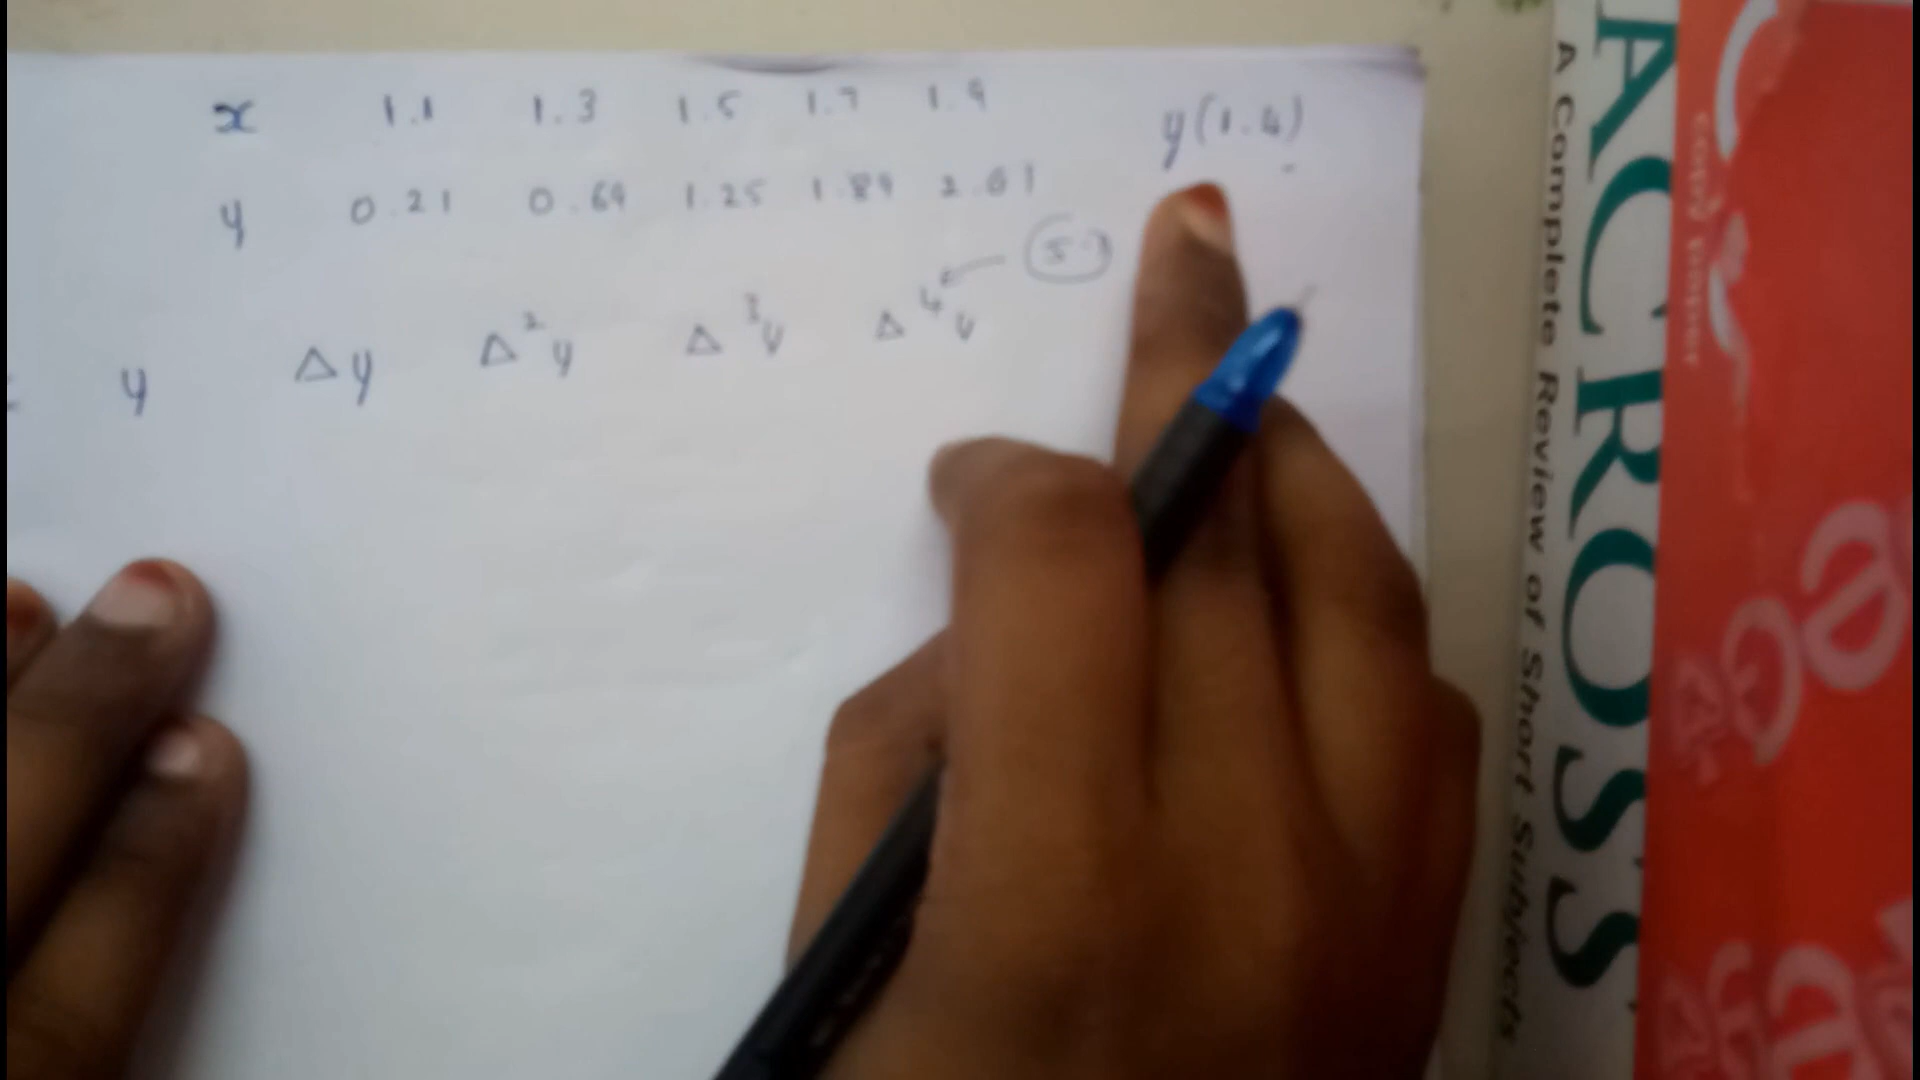 x 1.1 1.3 1.5 1.7 1.9
y 0.21 0.69 1.25 1.89 2.61
y(1.4)
y Δy Δ²y Δ³y Δ⁴y
ACROSS
A Complete Review of Short Subjects